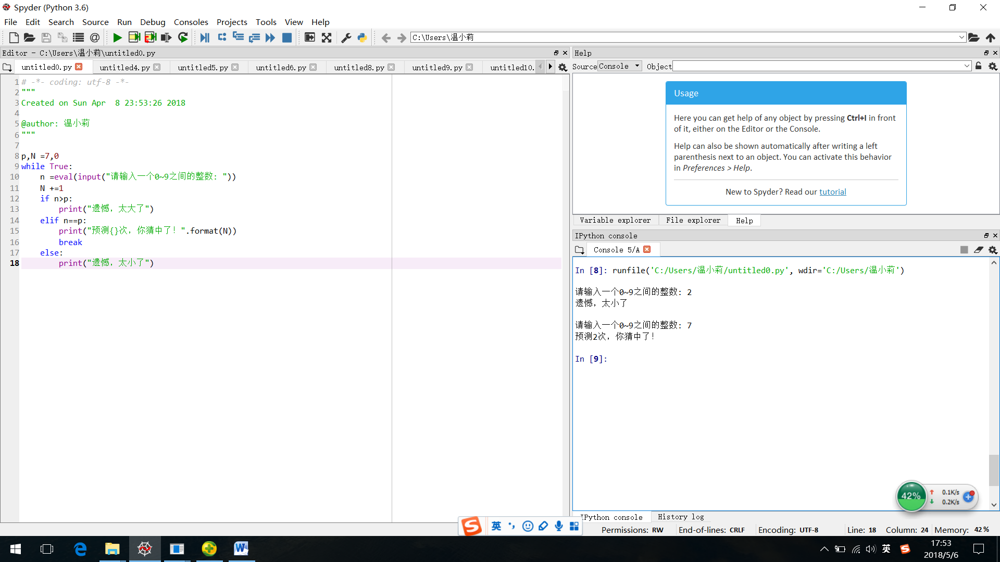 Spyder (Python 3.6)
File Edit Search Source Run Debug Consoles Projects Tools View Help
C:\Users\温小莉
Editor - C:\Users\温小莉\untitled0.py
untitled0.py untitled4.py untitled5.py untitled6.py untitled8.py untitled9.py untitled10.
1 # -*- coding: utf-8 -*-
2 """
3 Created on Sun Apr  8 23:53:26 2018
4
5 @author: 温小莉
6 """
7
8 p,N =7,0
9 while True:
10     n =eval(input("请输入一个0~9之间的整数: "))
11     N +=1
12     if n>p:
13         print("遗憾，太大了")
14     elif n==p:
15         print("预测{}次，你猜中了！".format(N))
16         break
17     else:
18         print("遗憾，太小了")
Help
Source Console Object
Usage
Here you can get help of any object by pressing Ctrl+I in front
of it, either on the Editor or the Console.
Help can also be shown automatically after writing a left
parenthesis next to an object. You can activate this behavior
in Preferences > Help.
New to Spyder? Read our tutorial
Variable explorer File explorer Help
IPython console
Console 5/A
In [8]: runfile('C:/Users/温小莉/untitled0.py', wdir='C:/Users/温小莉')
请输入一个0~9之间的整数: 2
遗憾，太小了
请输入一个0~9之间的整数: 7
预测2次，你猜中了！
In [9]:
42% 0.1K/s
0.2K/s
IPython console History log
英
Permissions: RW End-of-lines: CRLF Encoding: UTF-8 Line: 18 Column: 24 Memory: 42 %
英 17:53
2018/5/6